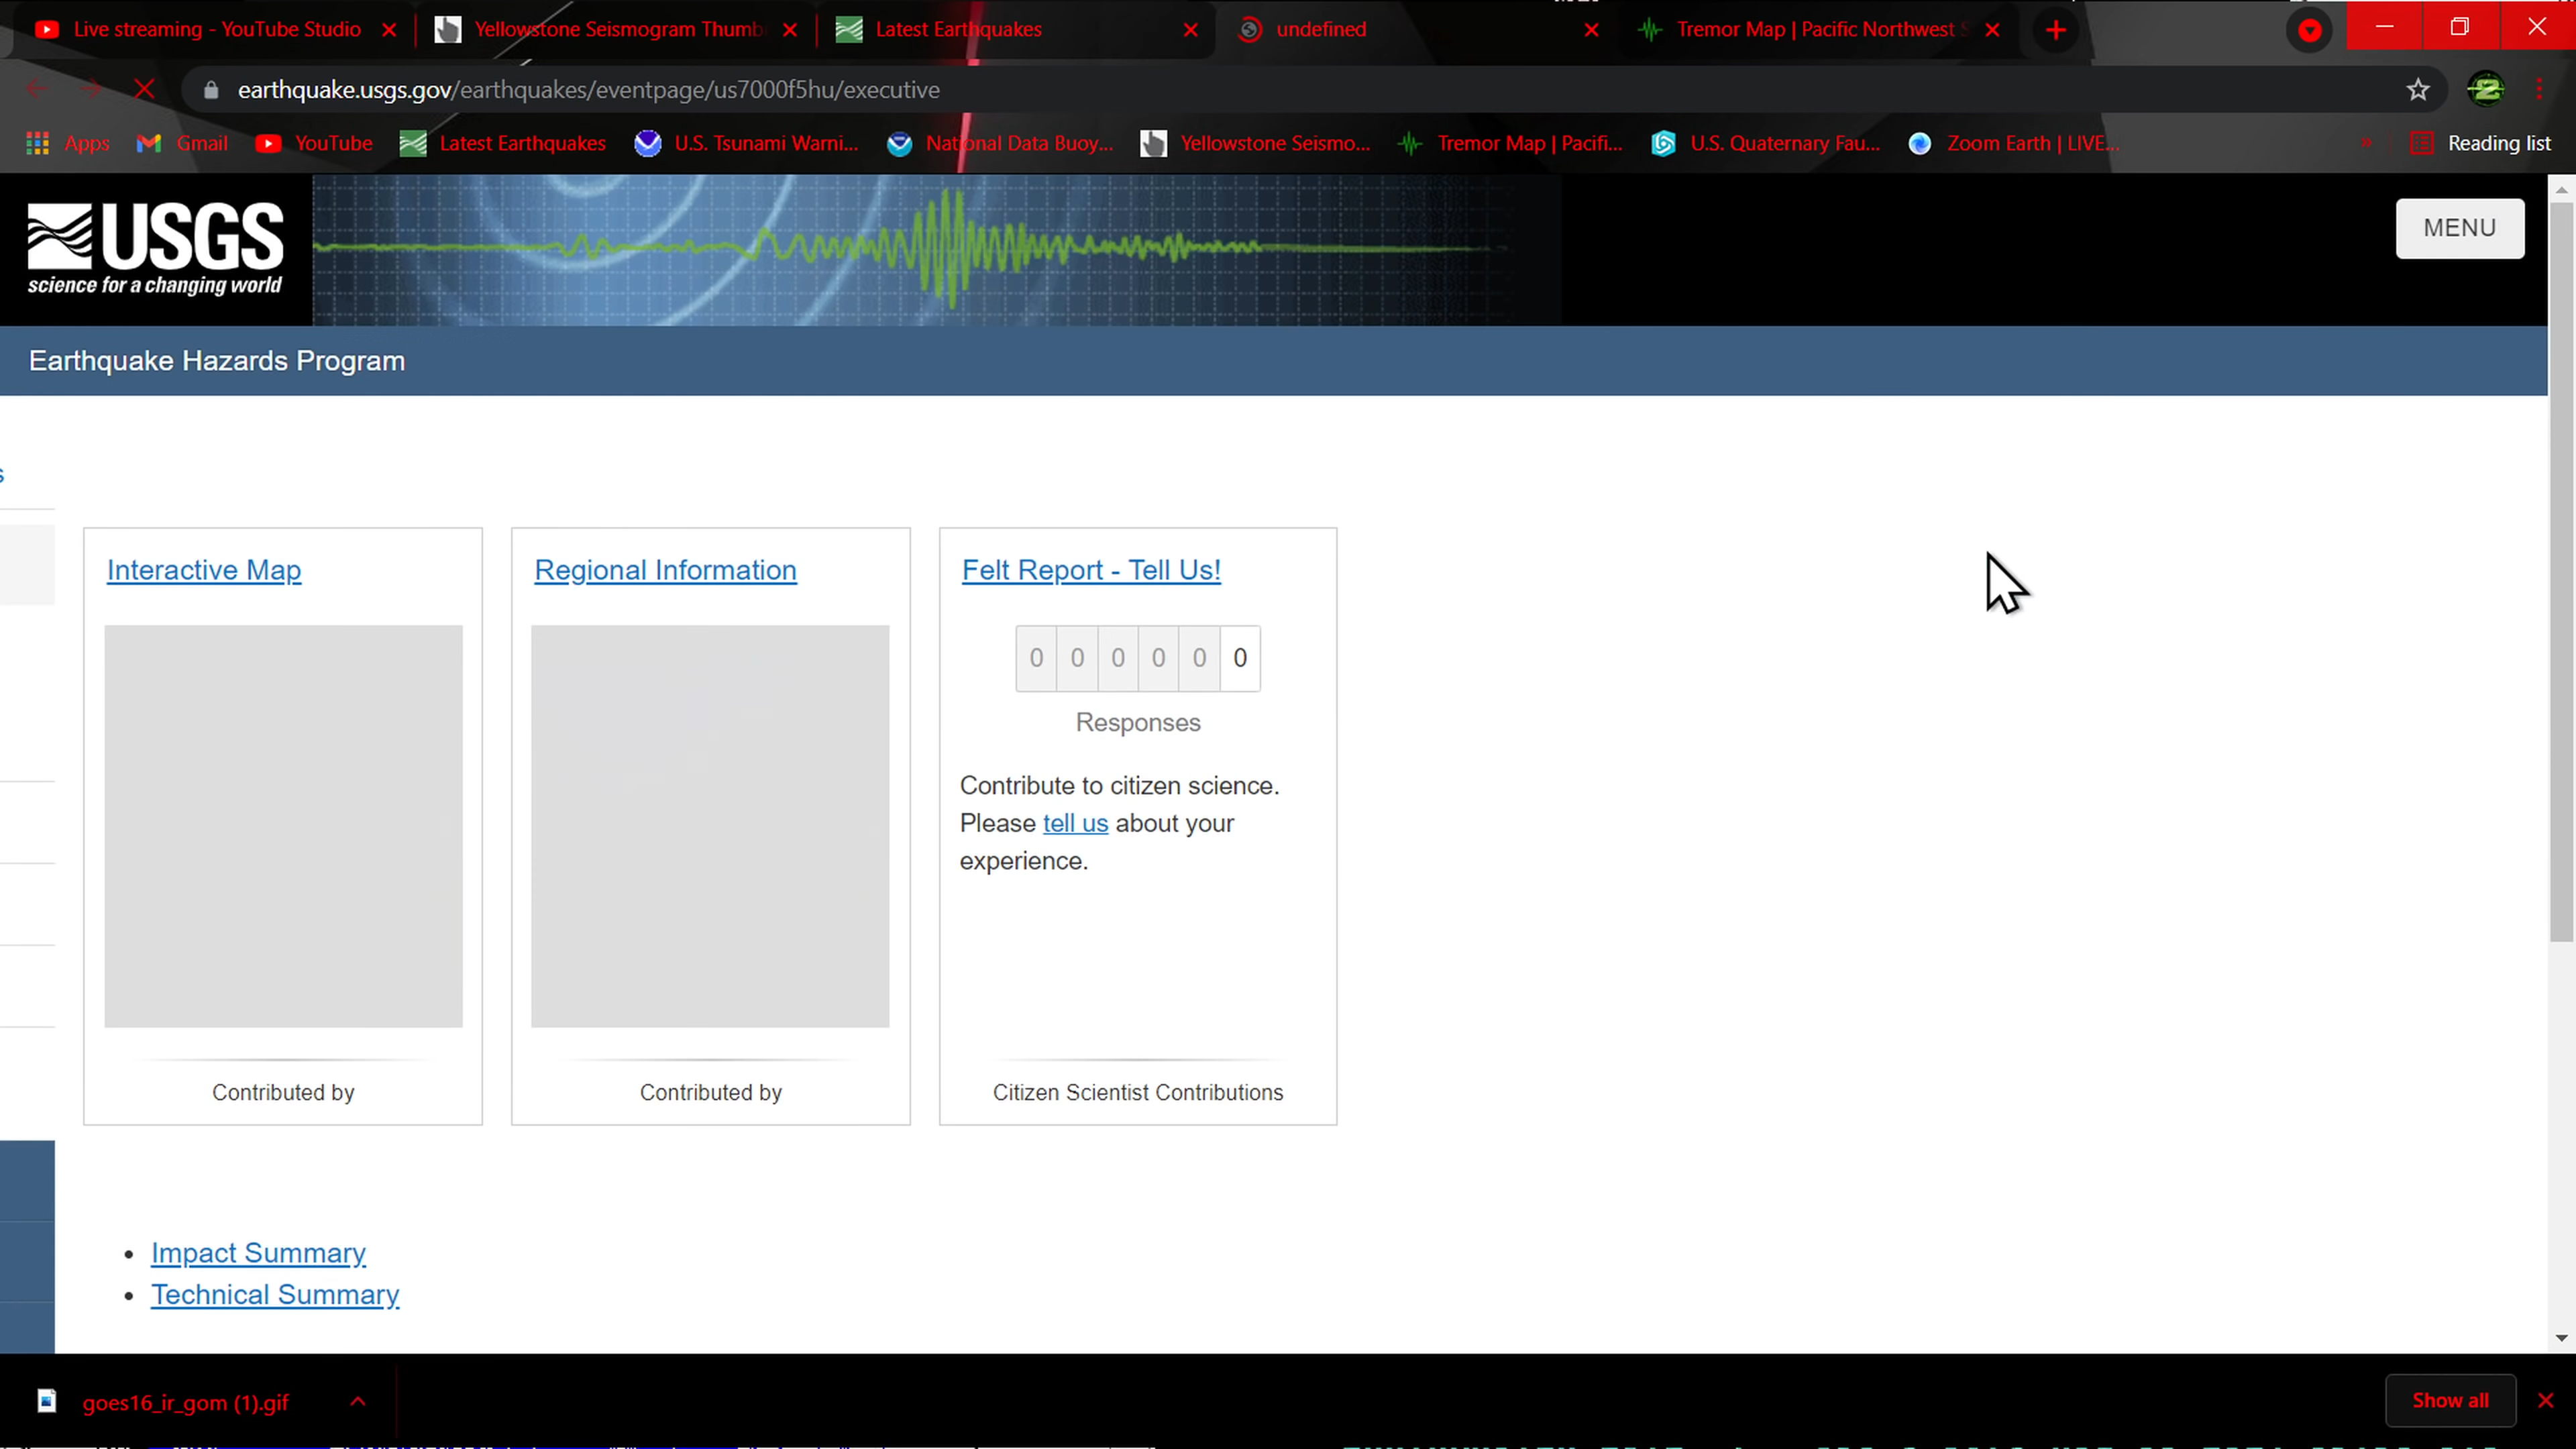 Live streaming - YouTube Studio
Yellowstone Seismogram Thumb
Latest Earthquakes
undefined
Tremor Map | Pacific Northwest S
earthquake.usgs.gov/earthquakes/eventpage/us7000f5hu/executive
Apps
Gmail
YouTube
Latest Earthquakes
U.S. Tsunami Warni...
National Data Buoy...
Yellowstone Seismo...
Tremor Map | Pacifi...
U.S. Quaternary Fau...
Zoom Earth | LIVE...
»
Reading list
USGS
science for a changing world
MENU
Earthquake Hazards Program
s
Interactive Map
Regional Information
Felt Report - Tell Us!
0 0 0 0 0 0
Responses
Contribute to citizen science.
Please tell us about your
experience.
Contributed by
Contributed by
Citizen Scientist Contributions
• Impact Summary
• Technical Summary
goes16_ir_gom (1).gif
Show all